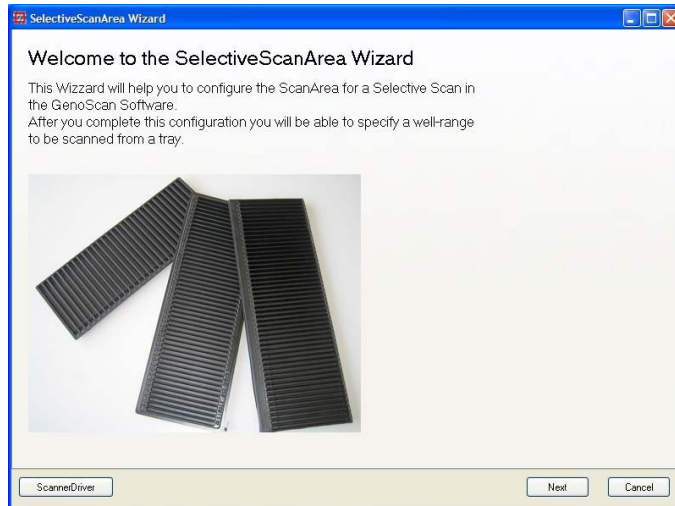 SelectiveScanArea Wizard
Welcome to the SelectiveScanArea Wizard
This Wizzard will help you to configure the ScanArea for a Selective Scan in
the GenoScan Software.
After you complete this configuration you will be able to specify a well-range
to be scanned from a tray.
ScannerDriver
Next
Cancel